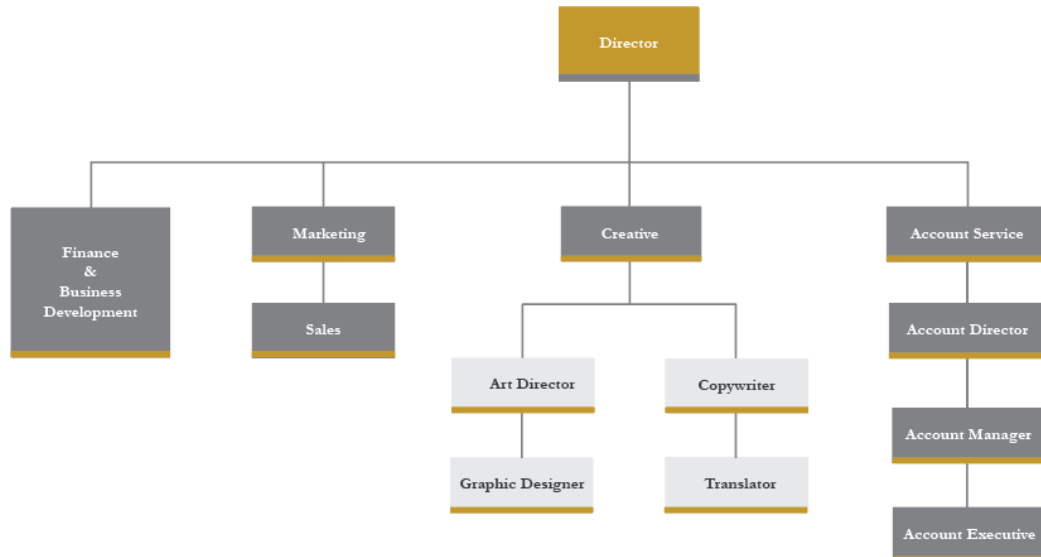 Director
Finance
&
Business
Development
Marketing
Creative
Account Service
Sales
Account Director
Art Director
Copywriter
Account Manager
Graphic Designer
Translator
Account Executive